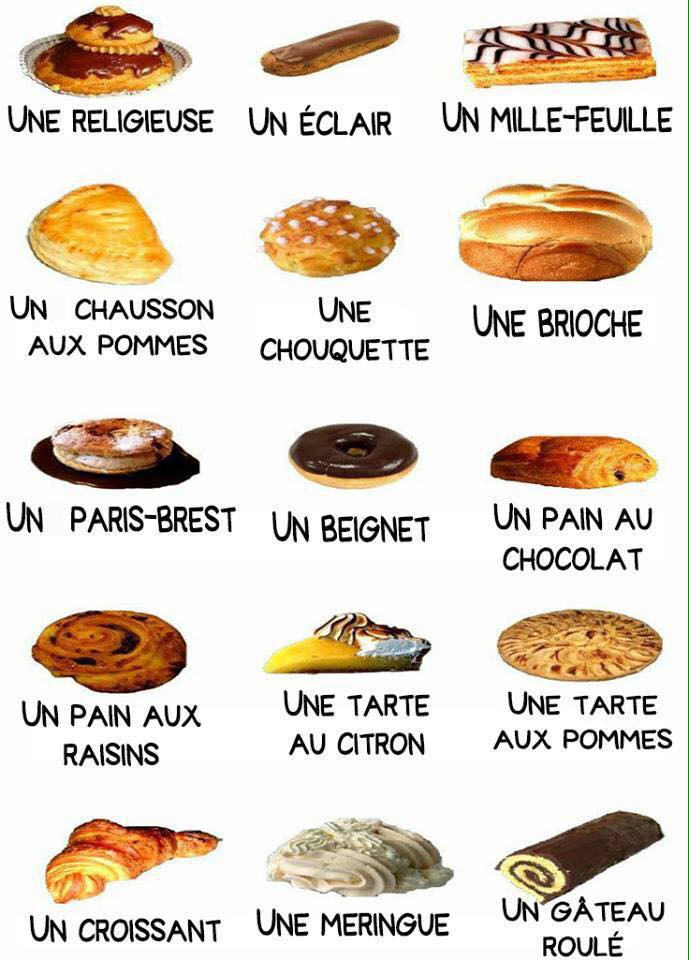 UNE RELIGIEUSE
UN ÉCLAIR
UN MILLE-FEUILLE
UN CHAUSSON
AUX POMMES
UNE
CHOUQUETTE
UNE BRIOCHE
UN PARIS-BREST
UN BEIGNET
UN PAIN AU
CHOCOLAT
UN PAIN AUX
RAISINS
UNE TARTE
AU CITRON
UNE TARTE
AUX POMMES
UN CROISSANT
UNE MERINGUE
UN GÂTEAU
ROULÉ